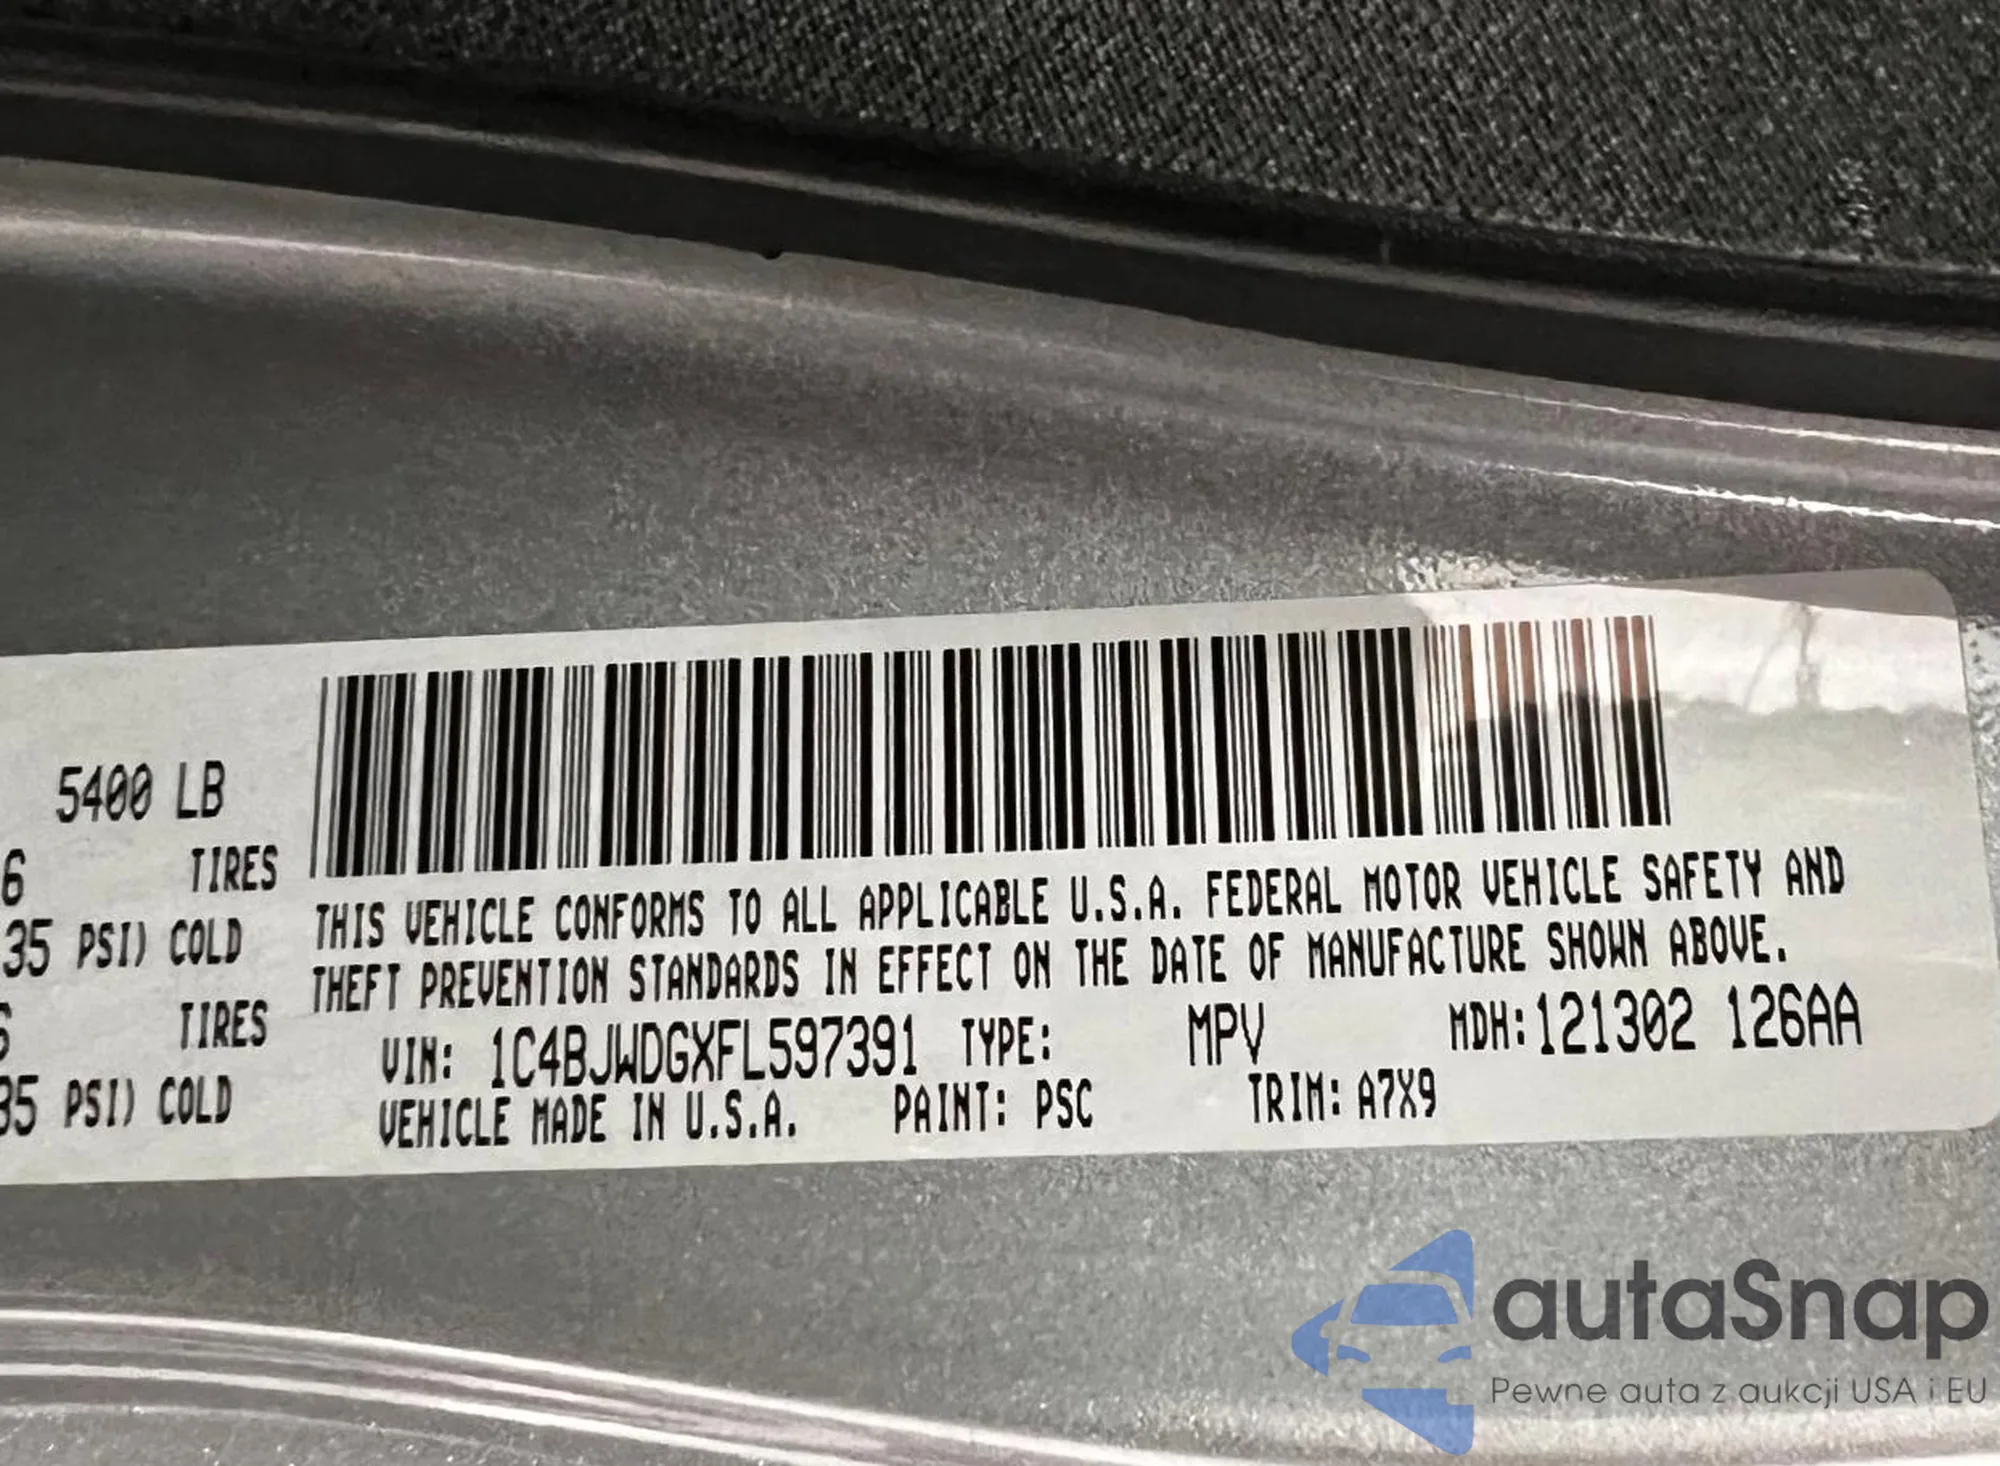 5400 LB
6 TIRES
35 PSI) COLD
TIRES
35 PSI) COLD
THIS VEHICLE CONFORMS TO ALL APPLICABLE U.S.A. FEDERAL MOTOR VEHICLE SAFETY AND
THEFT PREVENTION STANDARDS IN EFFECT ON THE DATE OF MANUFACTURE SHOWN ABOVE.
VIN: 1C4BJWDGXFL597391 TYPE: MPV MDH:121302 126AA
VEHICLE MADE IN U.S.A. PAINT: PSC TRIM: A7X9
autaSnap
Pewne auta z aukcji USA i EU